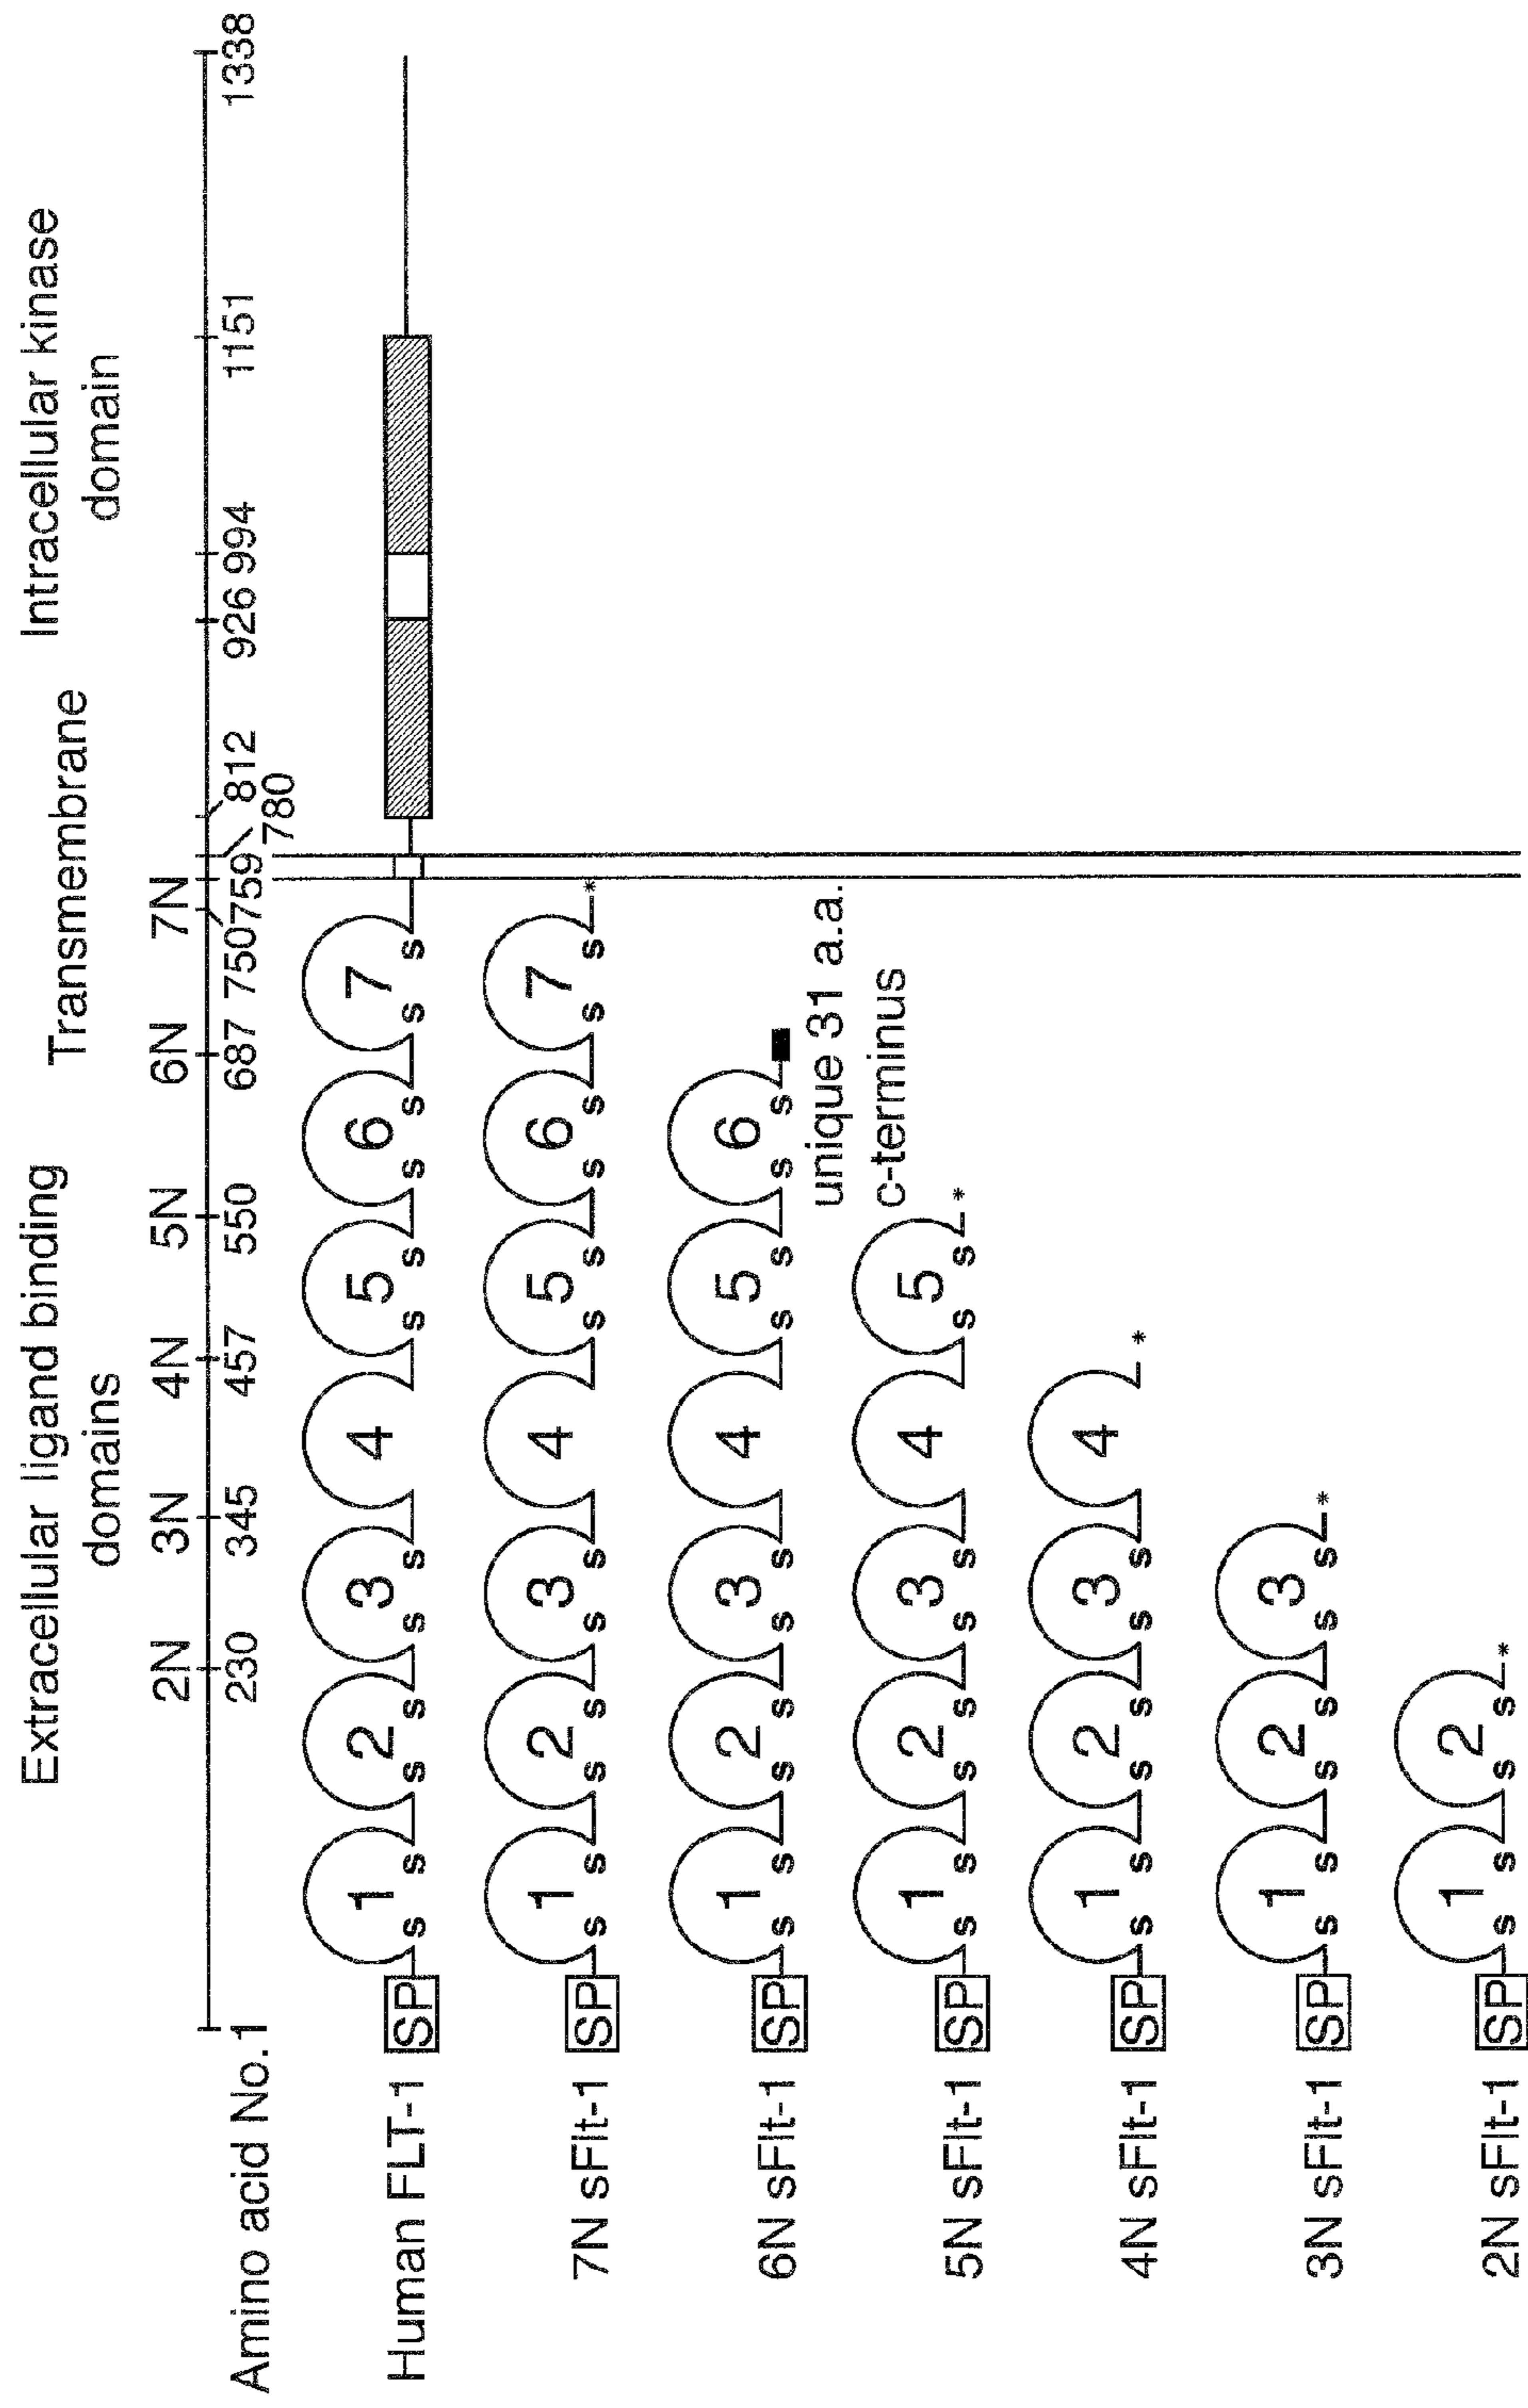 Extracellular ligand binding
domains
Transmembrane
Intracellular kinase
domain
2N 3N 4N 5N 6N 7N
Amino acid No. 1 230 345 457 550 687 750 759 780 812 926 994 1151 1338
Human FLT-1 SP 1 s s 2 s s 3 s s 4 5 s s 6 s s 7 s s
7N sFlt-1 SP 1 s s 2 s s 3 s s 4 5 s s 6 s s 7 s s *
6N sFlt-1 SP 1 s s 2 s s 3 s s 4 5 s s 6 s s
unique 31 a.a.
c-terminus
5N sFlt-1 SP 1 s s 2 s s 3 s s 4 5 s s *
4N sFlt-1 SP 1 s s 2 s s 3 s s 4 *
3N sFlt-1 SP 1 s s 2 s s 3 s s *
2N sFlt-1 SP 1 s s 2 s s *